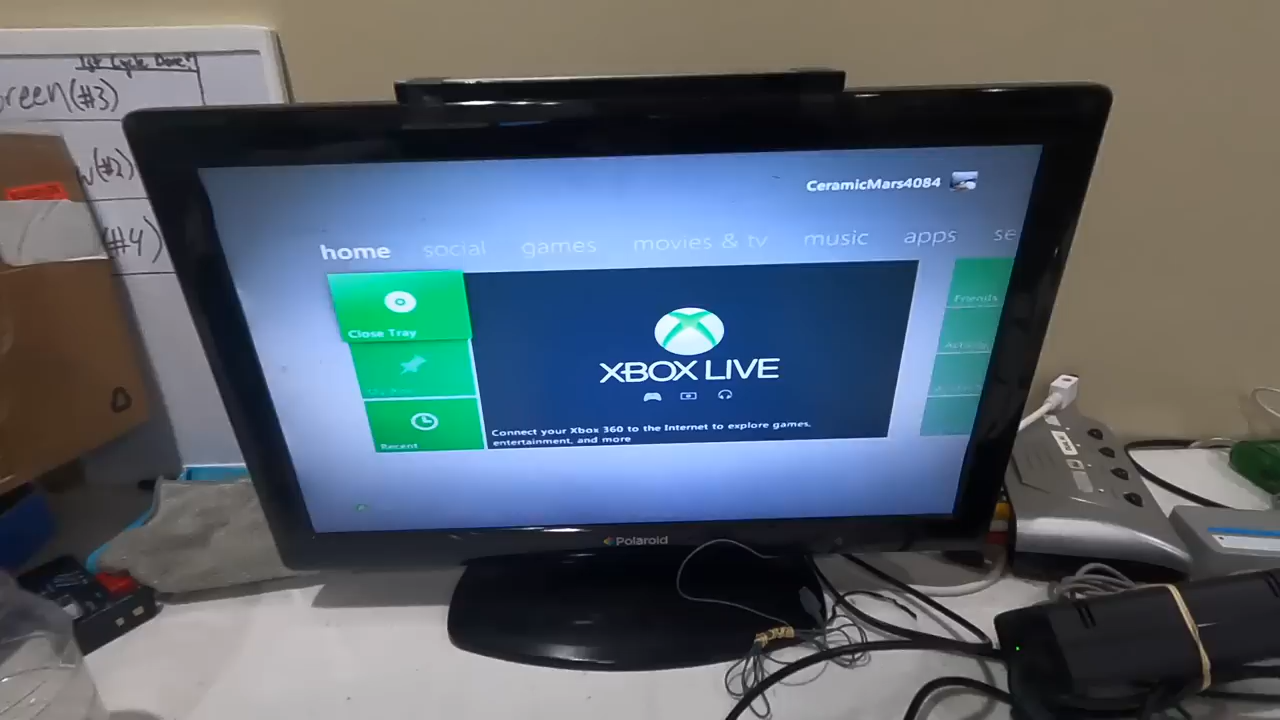 1st Cycle Done?
reen(#3)
(#2)
(#4)
CeramicMars4084
home social games movies & tv music apps se
Close Tray
Recent
XBOX LIVE
Connect your Xbox 360 to the Internet to explore games,
entertainment, and more
Friends
Polaroid